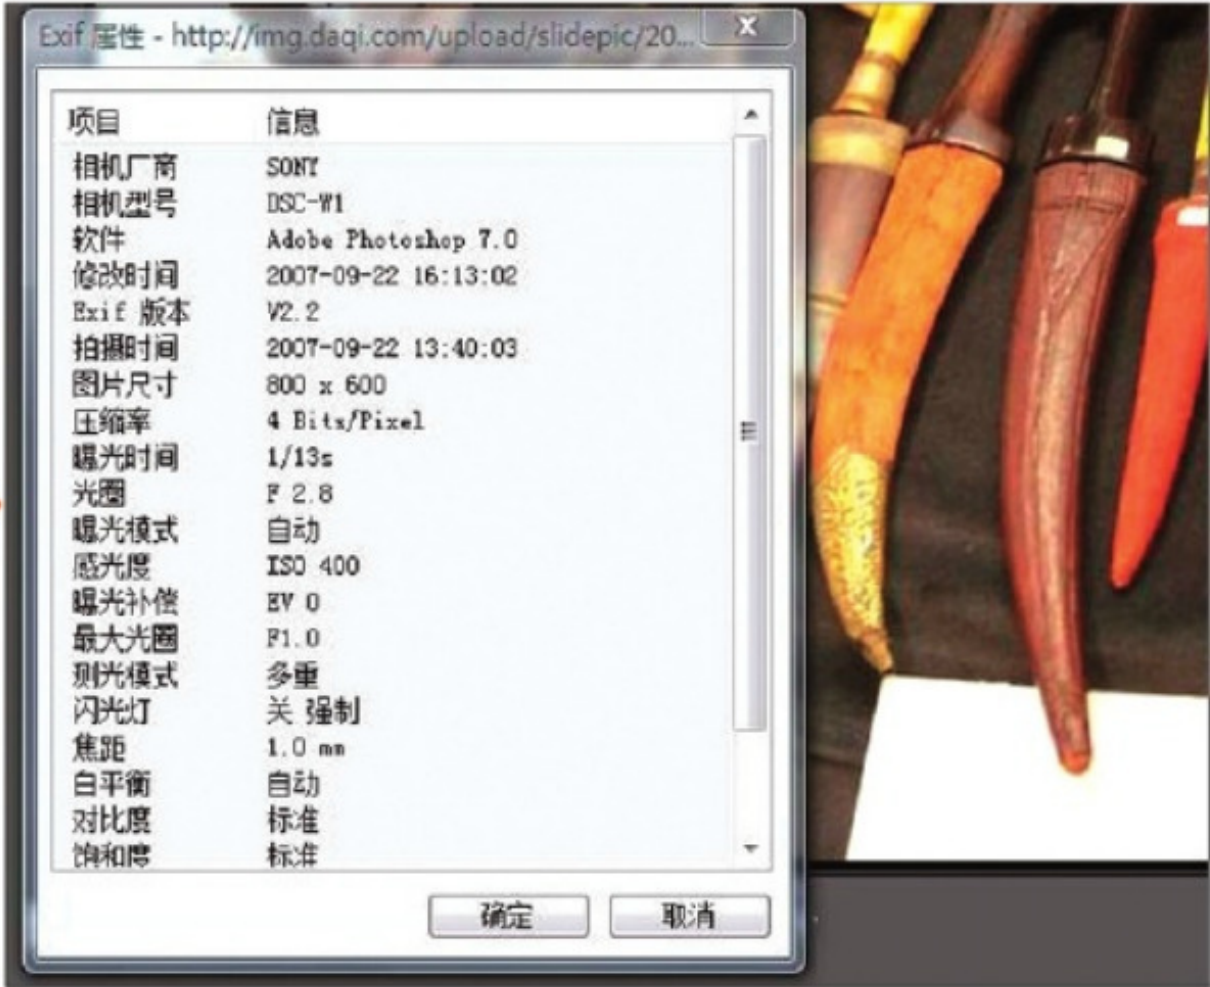 Exif 属性 - http://img.daqi.com/upload/slidepic/20...
项目 信息
相机厂商 SONY
相机型号 DSC-W1
软件 Adobe Photoshop 7.0
修改时间 2007-09-22 16:13:02
Exif 版本 V2.2
拍摄时间 2007-09-22 13:40:03
图片尺寸 800 x 600
压缩率 4 Bits/Pixel
曝光时间 1/13s
光圈 F 2.8
曝光模式 自动
感光度 ISO 400
曝光补偿 EV 0
最大光圈 F1.0
测光模式 多重
闪光灯 关 强制
焦距 1.0 mm
白平衡 自动
对比度 标准
饱和度 标准
确定 取消